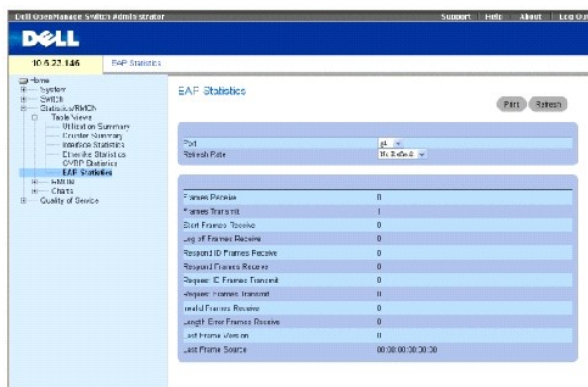 Dell OpenManage Switch Administrator
Support Help About Log Out
DELL
10.6.23.146 EAP Statistics
Home
System
Switch
Statistics/RMON
Table Views
Utilization Summary
Counter Summary
Interface Statistics
Etherlike Statistics
GVRP Statistics
EAP Statistics
RMON
Charts
Quality of Service
EAP Statistics
Print Refresh
Port g1
Refresh Rate No Refresh
Frames Receive 0
Frames Transmit 1
Start Frames Receive 0
Log off Frames Receive 0
Respond ID Frames Receive 0
Respond Frames Receive 0
Request ID Frames Transmit 0
Request Frames Transmit 0
Invalid Frames Receive 0
Length Error Frames Receive 0
Last Frame Version 0
Last Frame Source 00:00:00:00:00:00